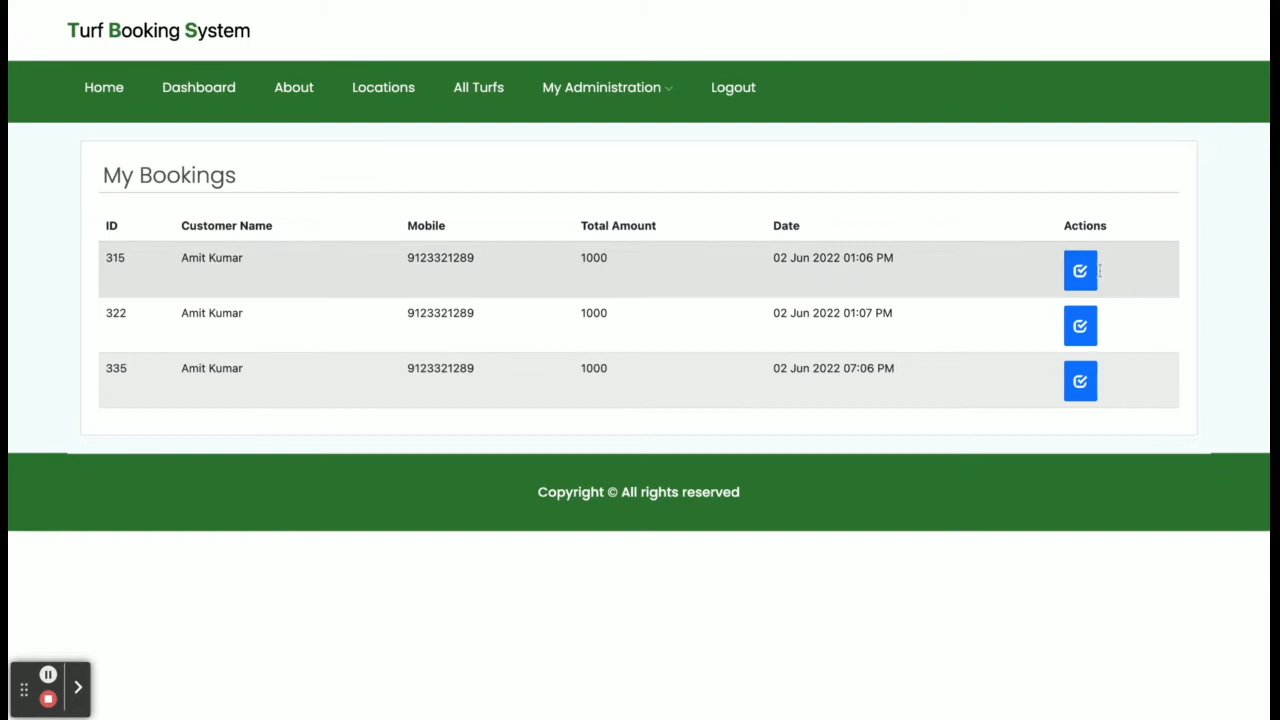 Turf Booking System
Home Dashboard About Locations All Turfs My Administration Logout
My Bookings
ID Customer Name Mobile Total Amount Date Actions
315 Amit Kumar 9123321289 1000 02 Jun 2022 01:06 PM
322 Amit Kumar 9123321289 1000 02 Jun 2022 01:07 PM
335 Amit Kumar 9123321289 1000 02 Jun 2022 07:06 PM
Copyright © All rights reserved